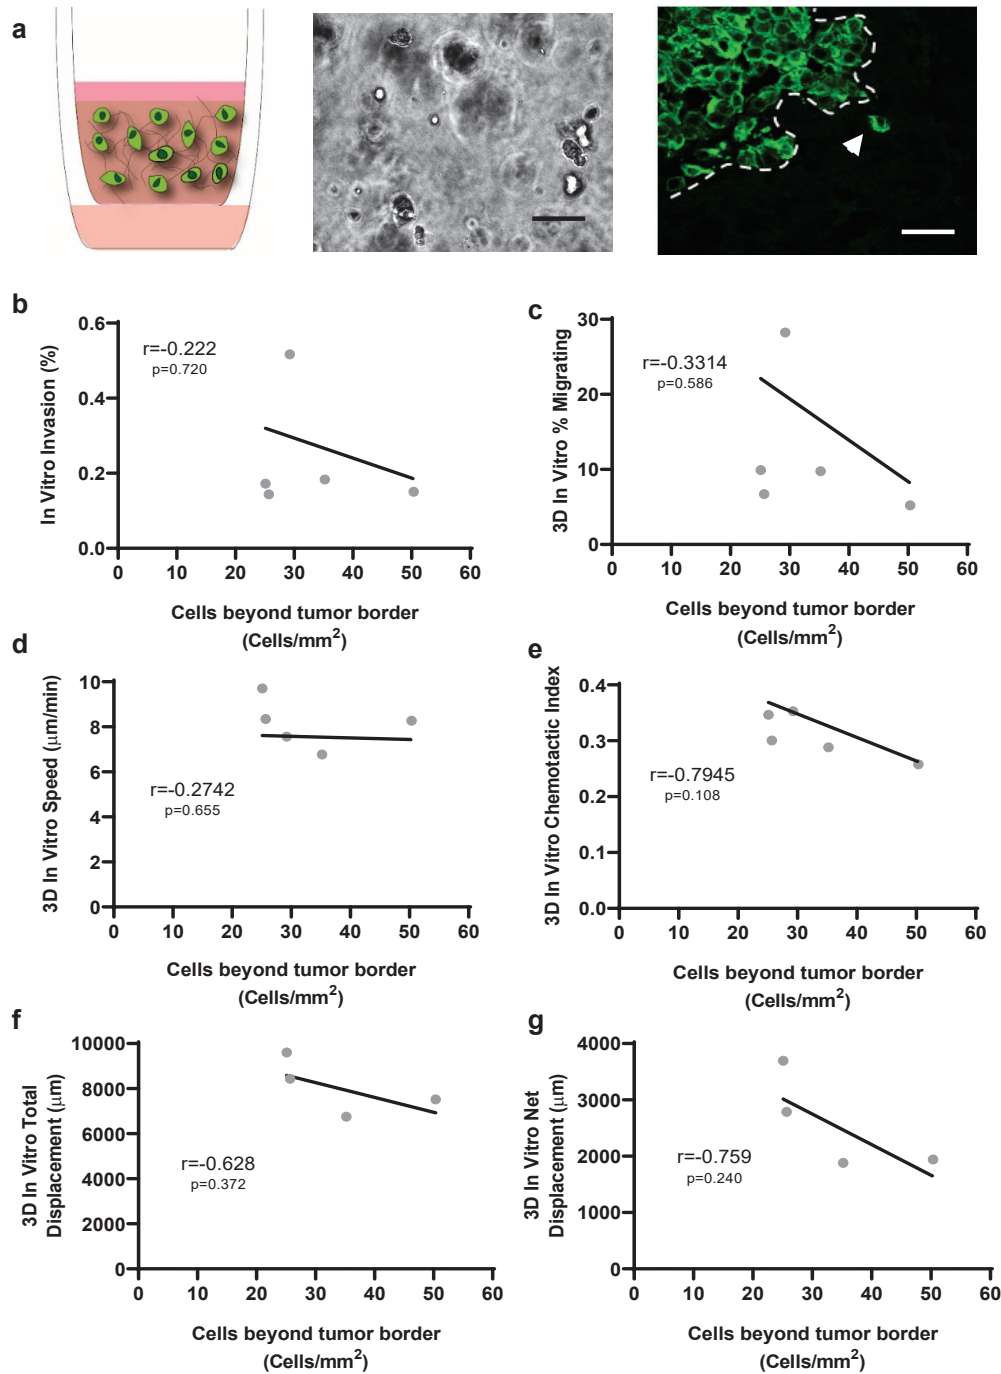 a
b
In Vitro Invasion (%)
0.6
0.4
0.2
0.0
r=-0.222
p=0.720
0 10 20 30 40 50 60
Cells beyond tumor border
(Cells/mm²)
c
3D In Vitro % Migrating
30
20
10
0
r=-0.3314
p=0.586
0 10 20 30 40 50 60
Cells beyond tumor border
(Cells/mm²)
d
3D In Vitro Speed (μm/min)
10
8
6
4
2
0
r=-0.2742
p=0.655
0 10 20 30 40 50 60
Cells beyond tumor border
(Cells/mm²)
e
3D In Vitro Chemotactic Index
0.4
0.3
0.2
0.1
0.0
r=-0.7945
p=0.108
0 10 20 30 40 50 60
Cells beyond tumor border
(Cells/mm²)
f
3D In Vitro Total
Displacement (μm)
10000
8000
6000
4000
2000
0
r=-0.628
p=0.372
0 10 20 30 40 50 60
Cells beyond tumor border
(Cells/mm²)
g
3D In Vitro Net
Displacement (μm)
4000
3000
2000
1000
0
r=-0.759
p=0.240
0 10 20 30 40 50 60
Cells beyond tumor border
(Cells/mm²)